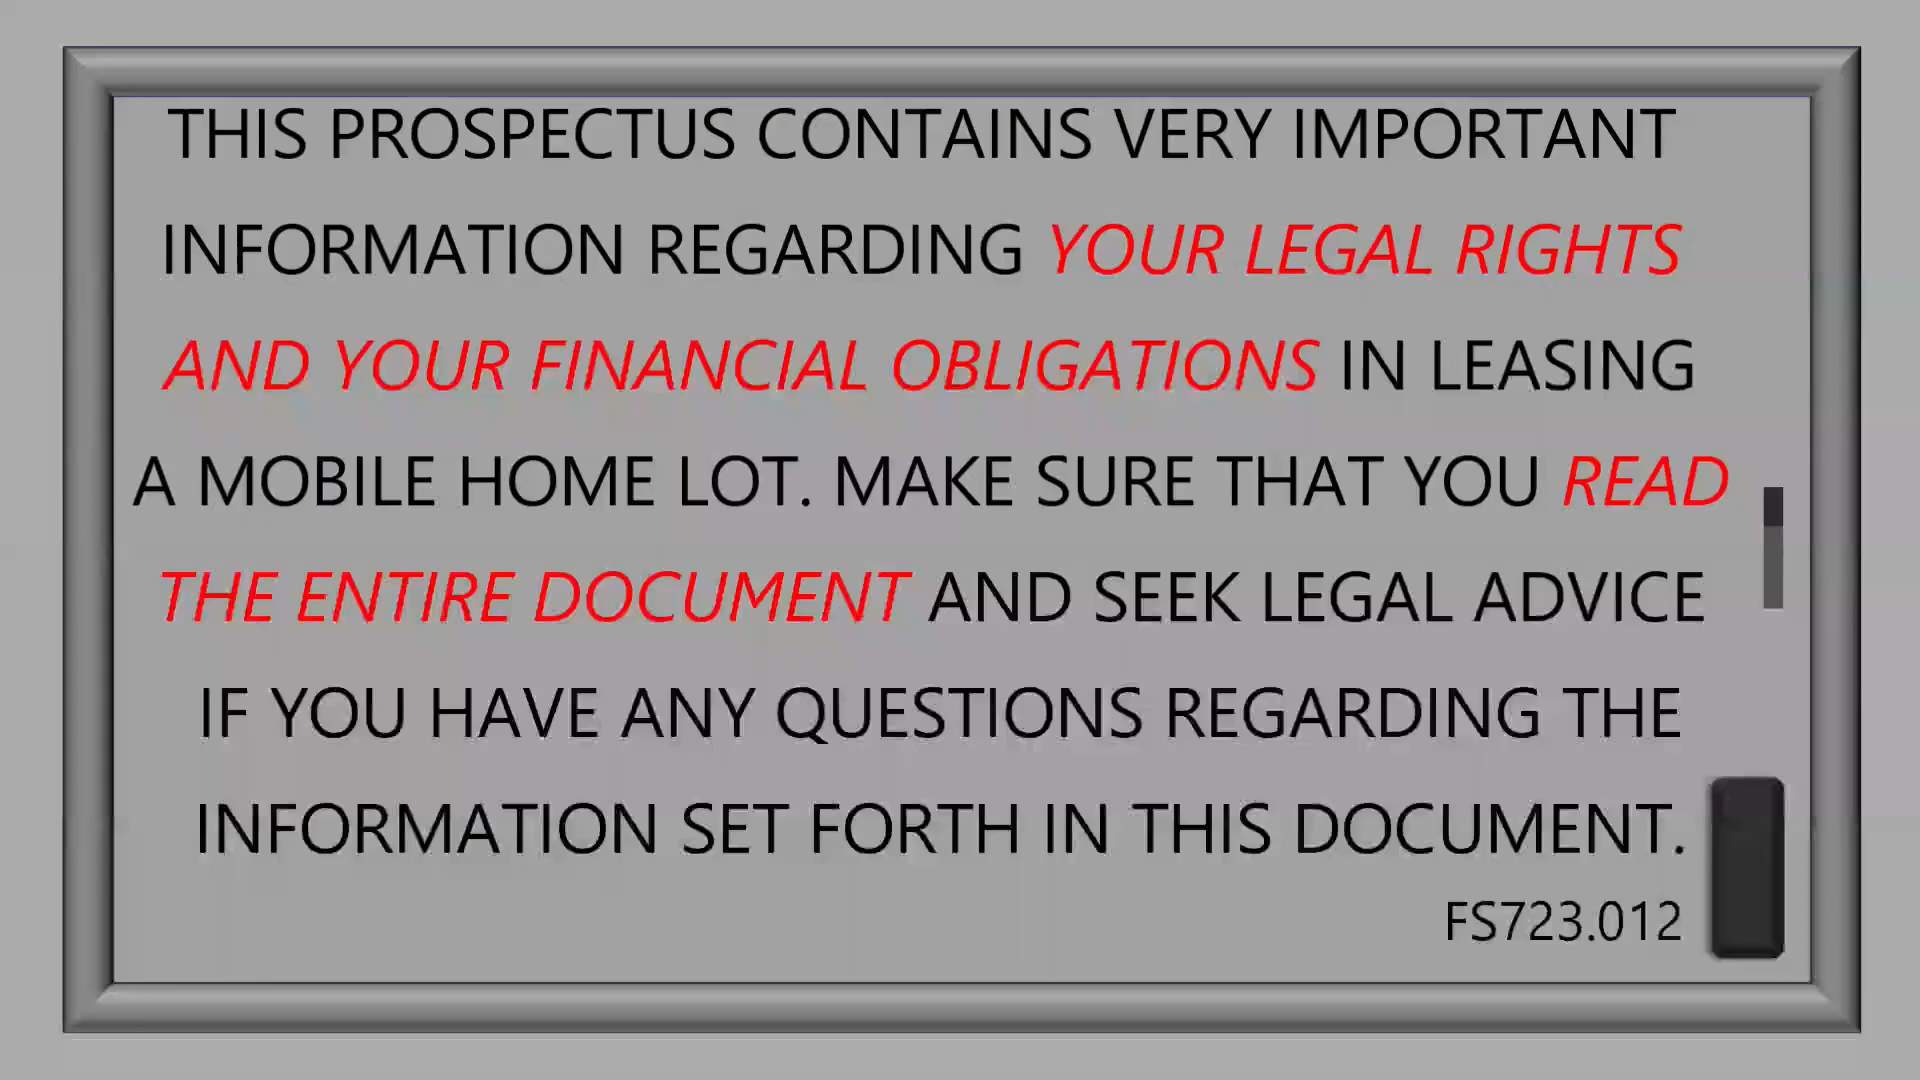 THIS PROSPECTUS CONTAINS VERY IMPORTANT
INFORMATION REGARDING YOUR LEGAL RIGHTS
AND YOUR FINANCIAL OBLIGATIONS IN LEASING
A MOBILE HOME LOT. MAKE SURE THAT YOU READ
THE ENTIRE DOCUMENT AND SEEK LEGAL ADVICE
IF YOU HAVE ANY QUESTIONS REGARDING THE
INFORMATION SET FORTH IN THIS DOCUMENT.
FS723.012